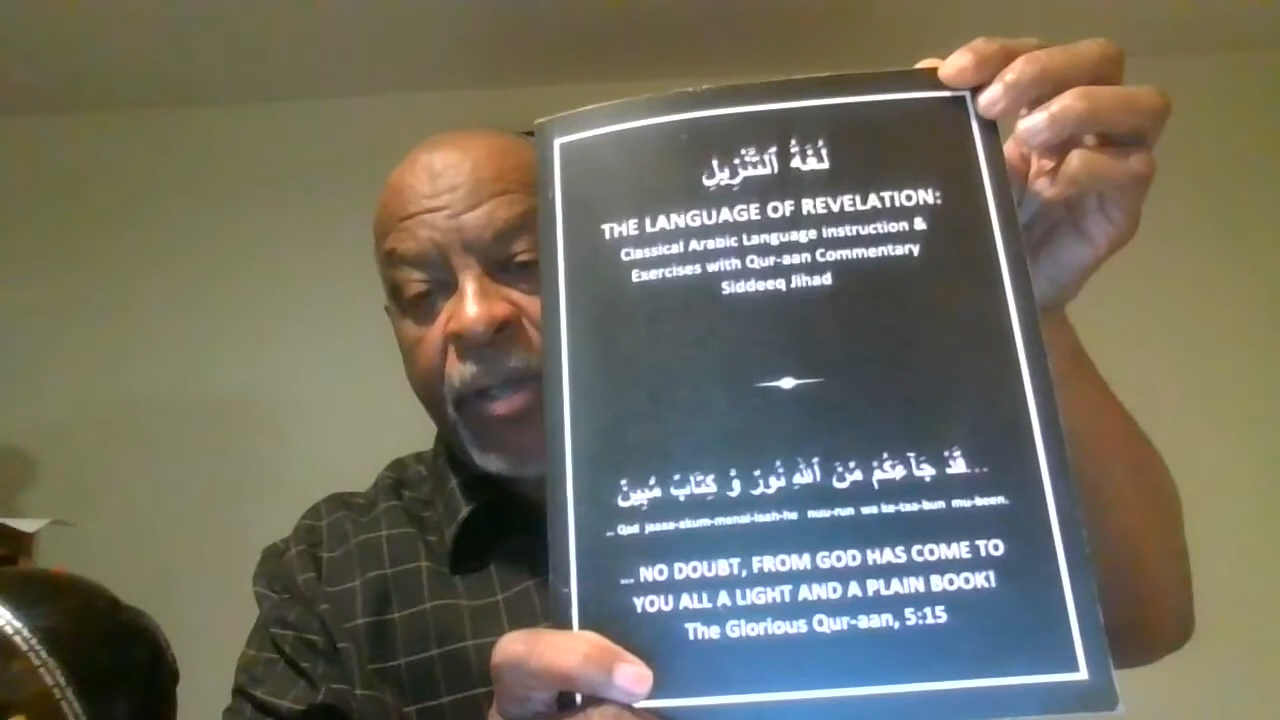 لُغَةُ ٱلتَّنْزِيلِ
THE LANGUAGE OF REVELATION:
Classical Arabic Language Instruction &
Exercises with Qur-aan Commentary
Siddeeq Jihad
...قَدْ جَآءَكُمْ مِّنَ ٱللَّهِ نُورٌ وَّ كِتَابٌ مُّبِينٌ
... Qad jaaaa-akum-menal-laah-he nuu-run wa ke-taa-bun mu-been.
... NO DOUBT, FROM GOD HAS COME TO
YOU ALL A LIGHT AND A PLAIN BOOK!
The Glorious Qur-aan, 5:15